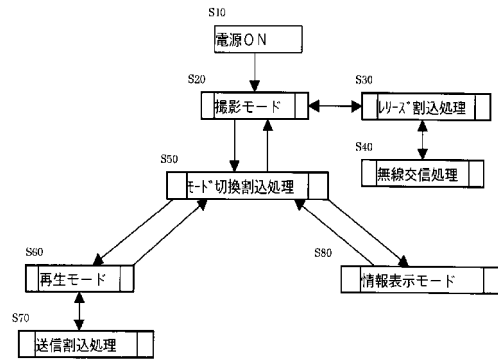 S10
電源ON
S20
撮影モード
S30
ﾚﾘｰｽﾞ割込処理
S40
無線交信処理
S50
ﾓｰﾄﾞ切換割込処理
S60
再生モード
S80
情報表示モード
S70
送信割込処理